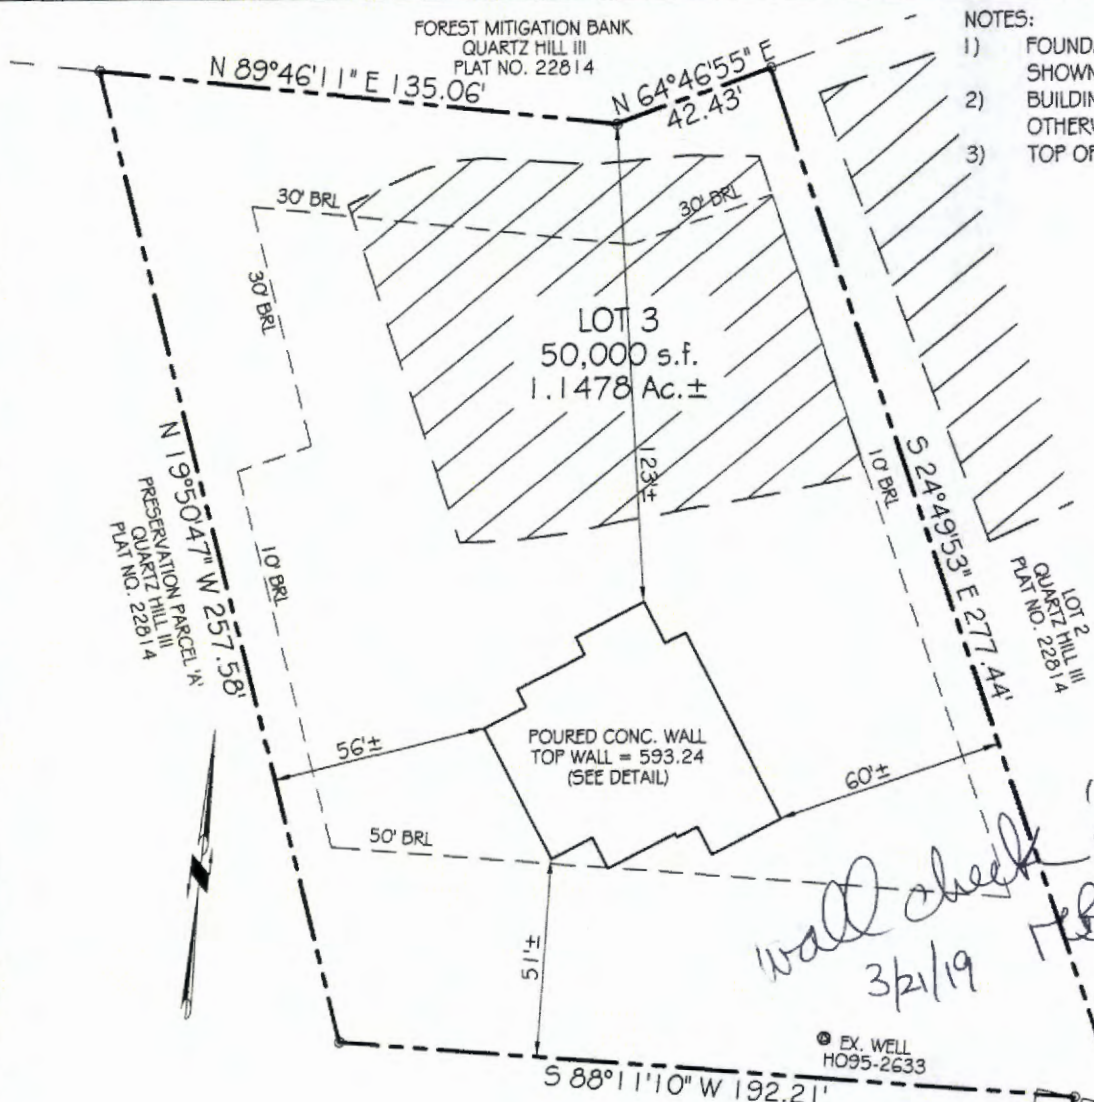 FOREST MITIGATION BANK
QUARTZ HILL III
PLAT NO. 22814
N 89°46'11" E 135.06'
N 64°46'55" E
42.43'
NOTES:
1) FOUND
SHOWN
2) BUILDIN
OTHER
3) TOP OF
30' BRL
30' BRL
30' BRL
LOT 3
50,000 s.f.
1.1478 Ac.±
123'±
10' BRL
S 24°49'53" E 277.44'
LOT 2
QUARTZ HILL III
PLAT NO. 22814
N 19°50'47" W 257.58'
PRESERVATION PARCEL 'A'
QUARTZ HILL III
PLAT NO. 22814
10' BRL
56'±
POURED CONC. WALL
TOP WALL = 593.24
(SEE DETAIL)
60'±
50' BRL
51'±
wall check
3/21/19
EX. WELL
HO95-2633
S 88°11'10" W 192.21'